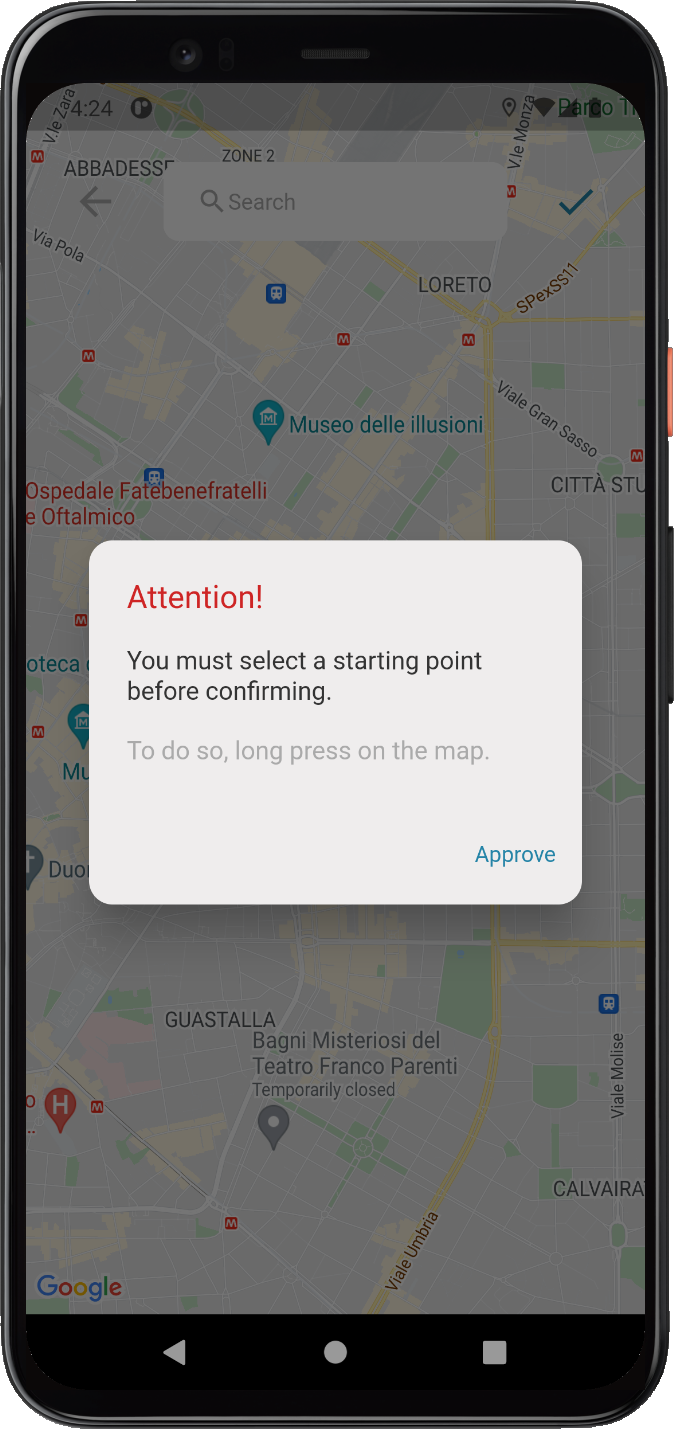 4:24
V.le Zara
V.le Monza
ZONE 2
ABBADESSE
Search
Via Pola
LORETO
SPexSS11
Viale Gran Sasso
Museo delle illusioni
CITTÀ STU
Ospedale Fatebenefratelli
e Oftalmico
Attention!
You must select a starting point
before confirming.
To do so, long press on the map.
Approve
oteca
Mu
Duo
GUASTALLA
Bagni Misteriosi del
Teatro Franco Parenti
Temporarily closed
Viale Molise
H
CALVAIRA
Viale Umbria
Google